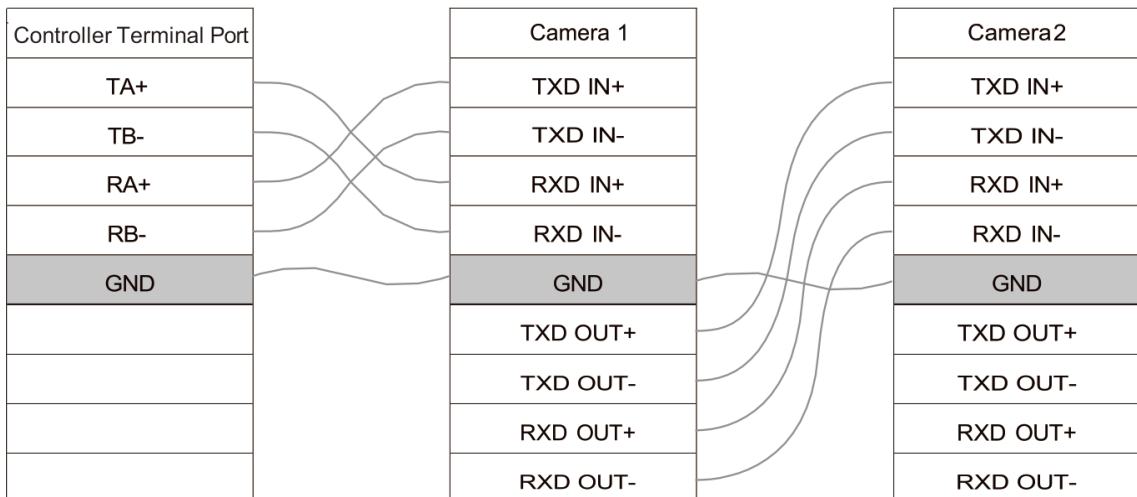 Controller Terminal Port
TA+
TB-
RA+
RB-
GND
Camera 1
TXD IN+
TXD IN-
RXD IN+
RXD IN-
GND
TXD OUT+
TXD OUT-
RXD OUT+
RXD OUT-
Camera2
TXD IN+
TXD IN-
RXD IN+
RXD IN-
GND
TXD OUT+
TXD OUT-
RXD OUT+
RXD OUT-